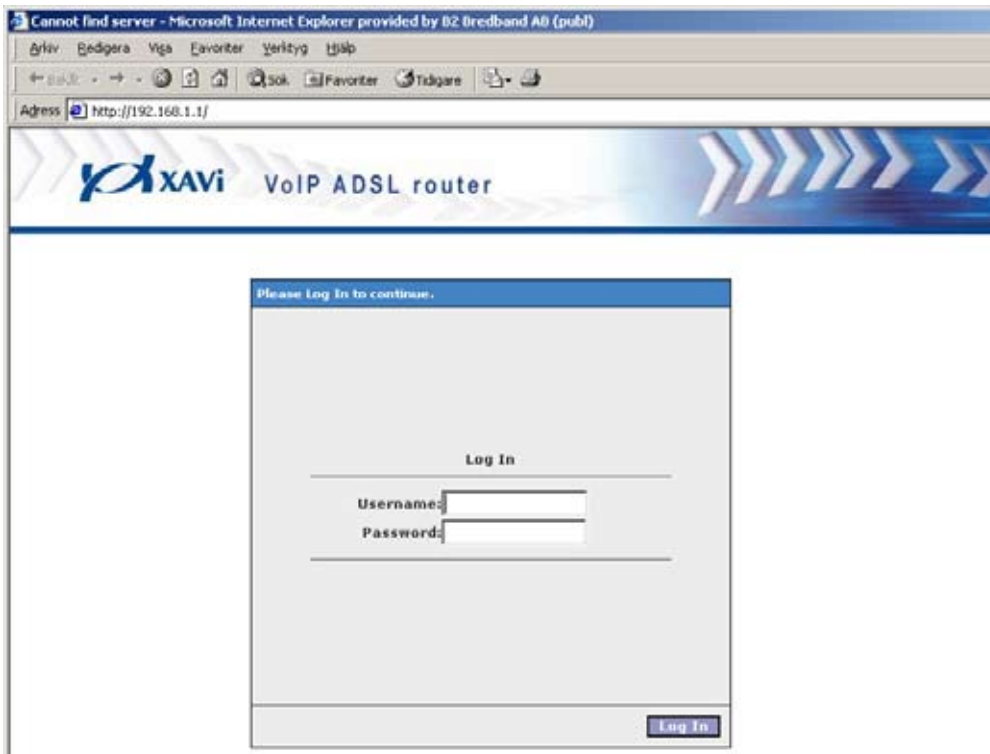 Cannot find server - Microsoft Internet Explorer provided by B2 Bredband AB (publ)
Arkiv Redigera Visa Favoriter Verktyg Hjälp
Bakåt Sök Favoriter Tidigare
Adress http://192.168.1.1/
XAVi VoIP ADSL router
Please Log In to continue.
Log In
Username:
Password:
Log In